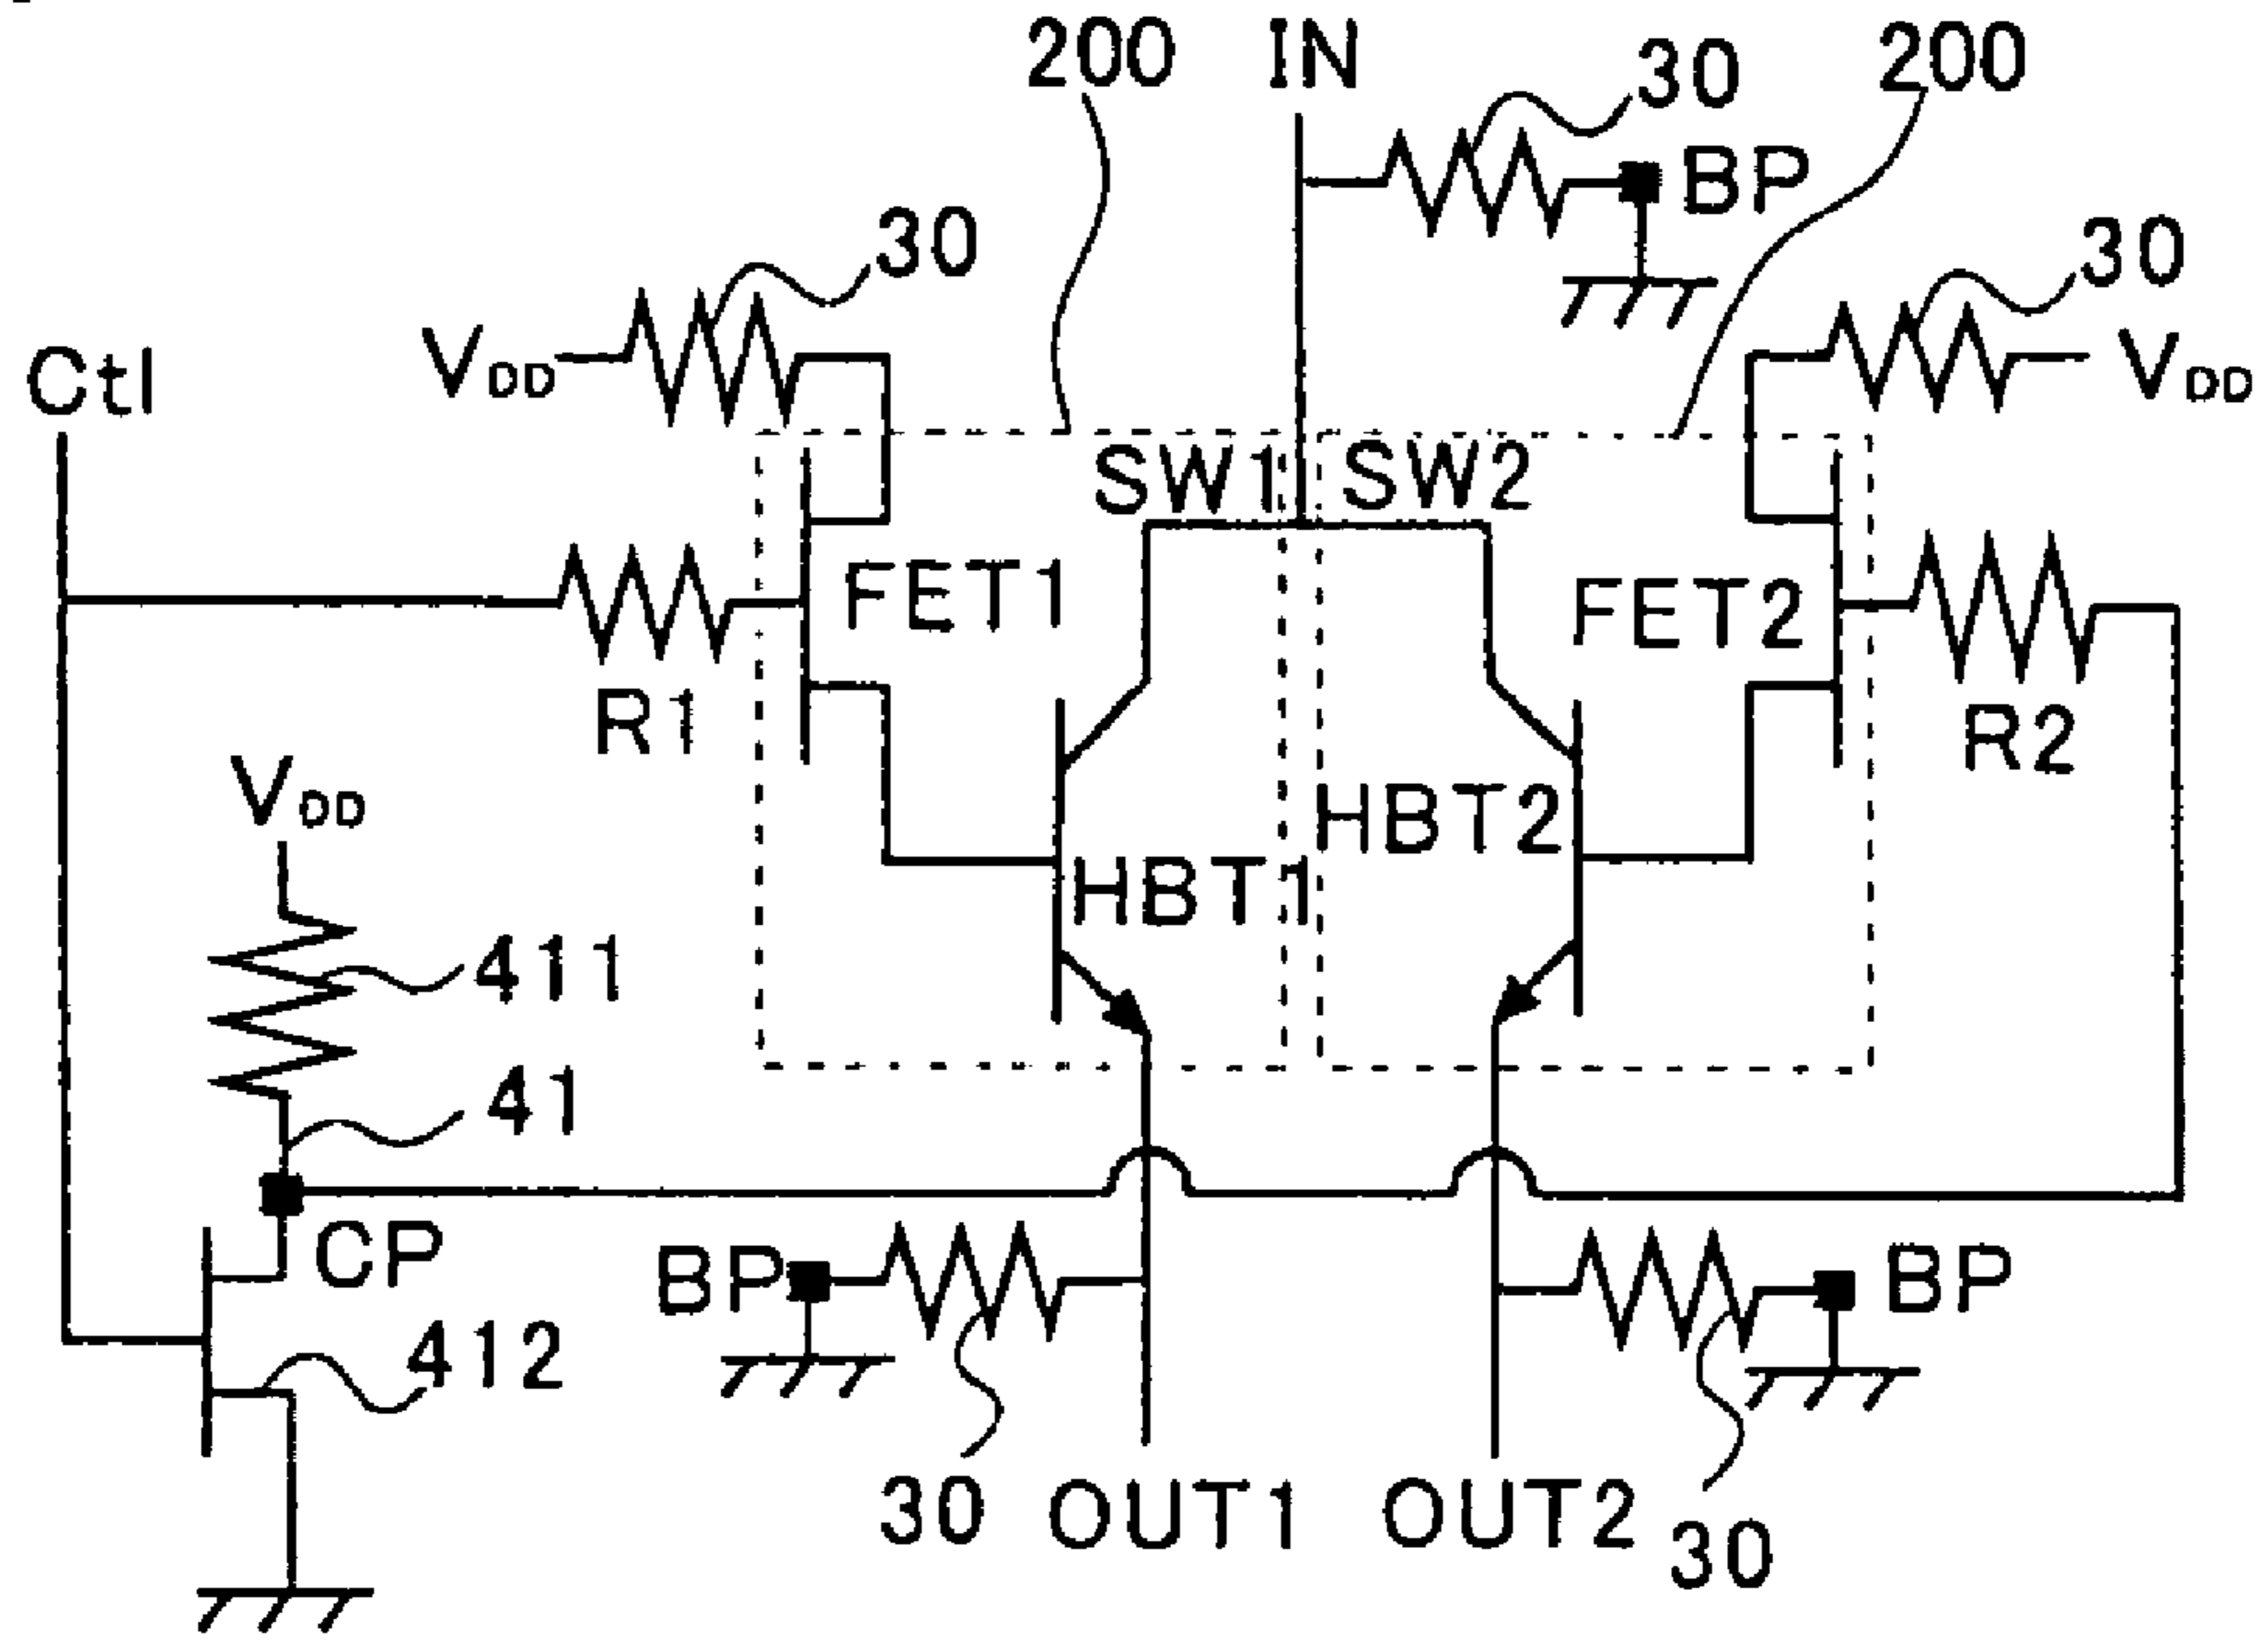 200 IN 30 200
BP
30 30
Ctl VDD VDD
SW1 SW2
FET1 FET2
R1 R2
VDD HBT2
HBT1
411
41
CP BP BP
412
30 OUT1 OUT2 30